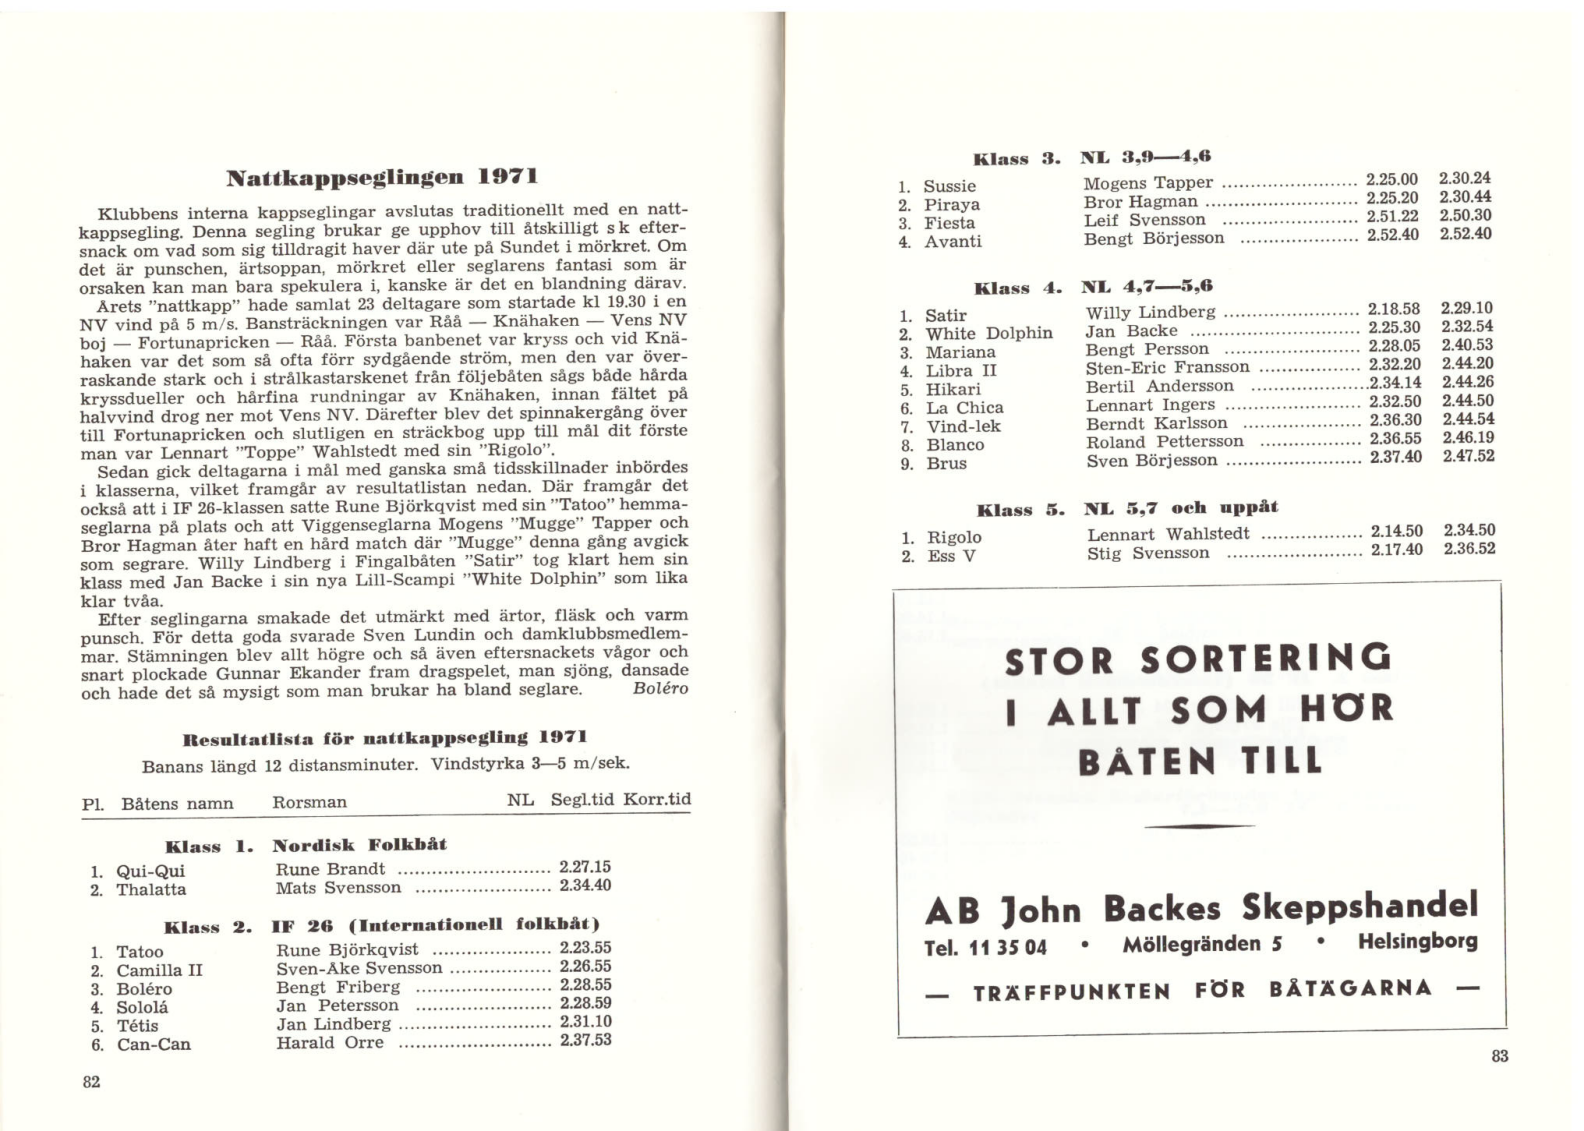 Nattkappseglingen 1971
Klubbens interna kappseglingar avslutas traditionellt med en natt-
kappsegling. Denna segling brukar ge upphov till åtskilligt s k efter-
snack om vad som sig tilldragit haver där ute på Sundet i mörkret. Om
det är punschen, ärtsoppan, mörkret eller seglarens fantasi som är
orsaken kan man bara spekulera i, kanske är det en blandning därav.
Årets ”nattkapp” hade samlat 23 deltagare som startade kl 19.30 i en
NV vind på 5 m/s. Bansträckningen var Råå — Knähaken — Vens NV
boj — Fortunapricken — Råå. Första banbenet var kryss och vid Knä-
haken var det som så ofta förr sydgående ström, men den var över-
raskande stark och i strålkastarskenet från följebåten sågs både hårda
kryssdueller och hårfina rundningar av Knähaken, innan fältet på
halvvind drog ner mot Vens NV. Därefter blev det spinnakergång över
till Fortunapricken och slutligen en sträckbog upp till mål dit förste
man var Lennart ”Toppe” Wahlstedt med sin ”Rigolo”.
Sedan gick deltagarna i mål med ganska små tidsskillnader inbördes
i klasserna, vilket framgår av resultatlistan nedan. Där framgår det
också att i IF 26-klassen satte Rune Björkqvist med sin ”Tatoo” hemma-
seglarna på plats och att Viggenseglarna Mogens ”Mugge” Tapper och
Bror Hagman åter haft en hård match där ”Mugge” denna gång avgick
som segrare. Willy Lindberg i Fingalbåten ”Satir” tog klart hem sin
klass med Jan Backe i sin nya Lill-Scampi ”White Dolphin” som lika
klar tvåa.
Efter seglingarna smakade det utmärkt med ärtor, fläsk och varm
punsch. För detta goda svarade Sven Lundin och damklubbsmedlem-
mar. Stämningen blev allt högre och så även eftersnackets vågor och
snart plockade Gunnar Ekander fram dragspelet, man sjöng, dansade
och hade det så mysigt som man brukar ha bland seglare. Boléro
Resultatlista för nattkappsegling 1971
Banans längd 12 distansminuter. Vindstyrka 3—5 m/sek.
Pl. Båtens namn Rorsman NL Segl.tid Korr.tid
Klass 1. Nordisk Folkbåt
1. Qui-Qui Rune Brandt ........................... 2.27.15
2. Thalatta Mats Svensson ........................ 2.34.40
Klass 2. IF 26 (Internationell folkbåt)
1. Tatoo Rune Björkqvist ..................... 2.23.55
2. Camilla II Sven-Åke Svensson .................. 2.26.55
3. Boléro Bengt Friberg ........................ 2.28.55
4. Sololá Jan Petersson ........................ 2.28.59
5. Tétis Jan Lindberg ........................... 2.31.10
6. Can-Can Harald Orre ........................... 2.37.53
82
Klass 3. NL 3,9—4,6
1. Sussie Mogens Tapper ........................ 2.25.00 2.30.24
2. Piraya Bror Hagman ........................... 2.25.20 2.30.44
3. Fiesta Leif Svensson ........................ 2.51.22 2.50.30
4. Avanti Bengt Börjesson ..................... 2.52.40 2.52.40
Klass 4. NL 4,7—5,6
1. Satir Willy Lindberg ........................ 2.18.58 2.29.10
2. White Dolphin Jan Backe .............................. 2.25.30 2.32.54
3. Mariana Bengt Persson ........................ 2.28.05 2.40.53
4. Libra II Sten-Eric Fransson .................. 2.32.20 2.44.20
5. Hikari Bertil Andersson .....................2.34.14 2.44.26
6. La Chica Lennart Ingers ........................ 2.32.50 2.44.50
7. Vind-lek Berndt Karlsson ..................... 2.36.30 2.44.54
8. Blanco Roland Pettersson .................. 2.36.55 2.46.19
9. Brus Sven Börjesson ........................ 2.37.40 2.47.52
Klass 5. NL 5,7 och uppåt
1. Rigolo Lennart Wahlstedt .................. 2.14.50 2.34.50
2. Ess V Stig Svensson ........................ 2.17.40 2.36.52
STOR SORTERING
I ALLT SOM HÖR
BÅTEN TILL
AB John Backes Skeppshandel
Tel. 11 35 04 • Möllegränden 5 • Helsingborg
— TRÄFFPUNKTEN FÖR BÅTÄGARNA —
83